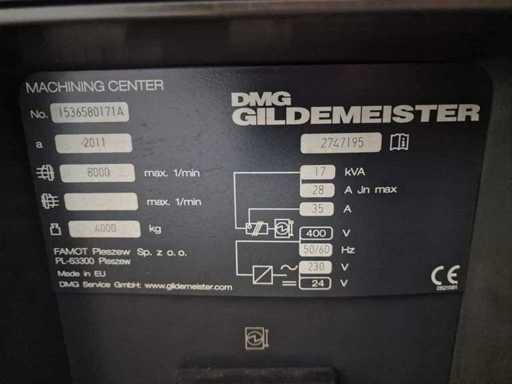 MACHINING CENTER
No. 1536580171A
a 2011
8000 max. 1/min
max. 1/min
4000 kg
FAMOT Pleszew Sp. z o. o.
PL-63300 Pleszew
Made in EU
DMG Service GmbH: www.gildemeister.com
DMG
GILDEMEISTER
2747195
17 kVA
28 A Jn max
35 A
400 V
50/60 Hz
230 V
24 V
CE